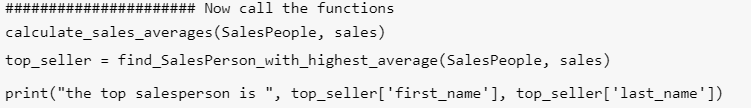 ###################### Now call the functions
calculate_sales_averages(SalesPeople, sales)
top_seller = find_SalesPerson_with_highest_average(SalesPeople, sales)
print("the top salesperson is ", top_seller['first_name'], top_seller['last_name'])